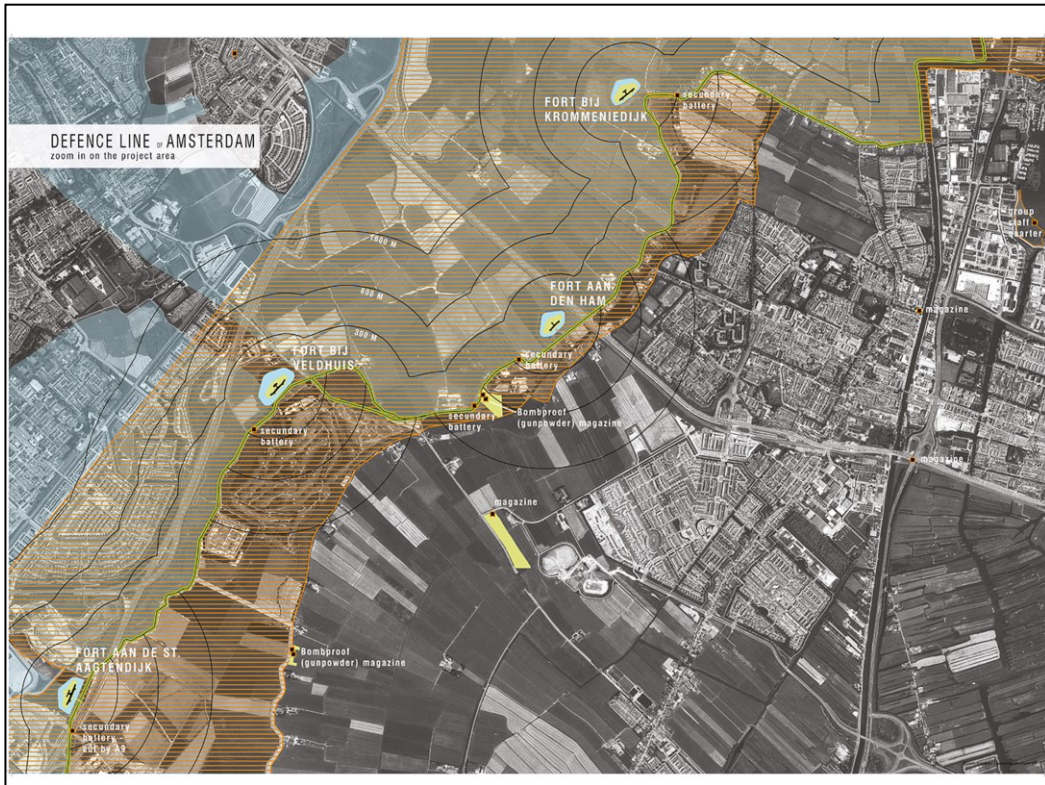 DEFENCE LINE OF AMSTERDAM
zoom in on the project area
FORT BIJ
KROMMENIEDIJK
secundary
battery
group
staff
quarter
1000 M
600 M
300 M
FORT AAN
DEN HAM
magazine
FORT BIJ
VELDHUIS
secundary
battery
secundary
battery
secundary
battery
Bombproof
(gunpowder) magazine
magazine
magazine
FORT AAN DE ST.
AAGTENDIJK
Bombproof
(gunpowder) magazine
secundary
battery -
cut by A9